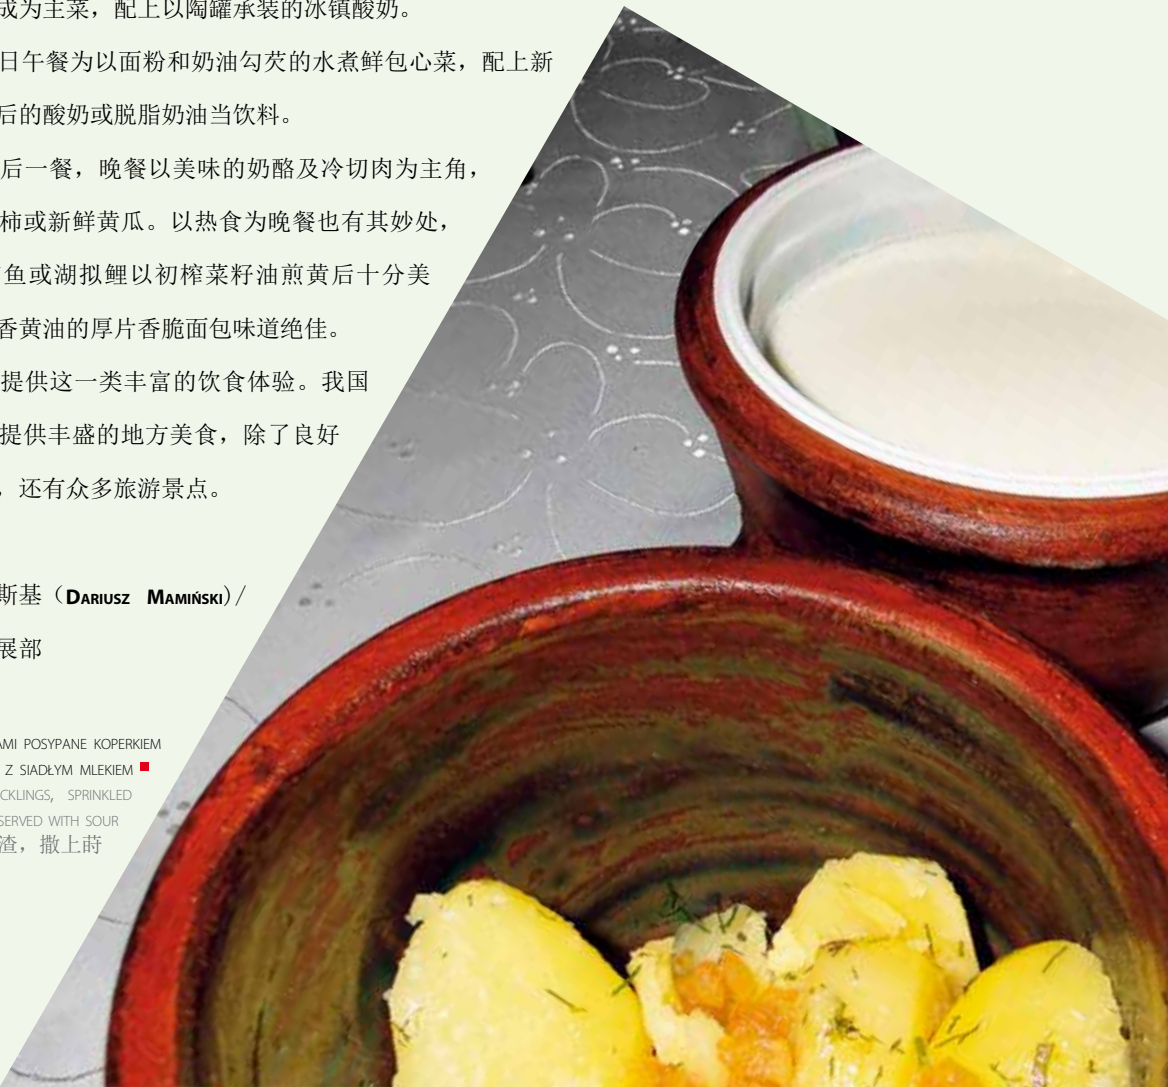 成为主菜，配上以陶罐承装的冰镇酸奶。
日午餐为以面粉和奶油勾芡的水煮鲜包心菜，配上新
后的酸奶或脱脂奶油当饮料。
后一餐，晚餐以美味的奶酪及冷切肉为主角，
柿或新鲜黄瓜。以热食为晚餐也有其妙处，
鱼或湖拟鲤以初榨菜籽油煎黄后十分美
香黄油的厚片香脆面包味道绝佳。
提供这一类丰富的饮食体验。我国
提供丰盛的地方美食，除了良好
，还有众多旅游景点。
斯基（Dariusz Mamiński）/
展部
AMI POSYPANE KOPERKIEM
Z SIADŁYM MLEKIEM
CKLINGS, SPRINKLED
SERVED WITH SOUR
渣，撒上莳